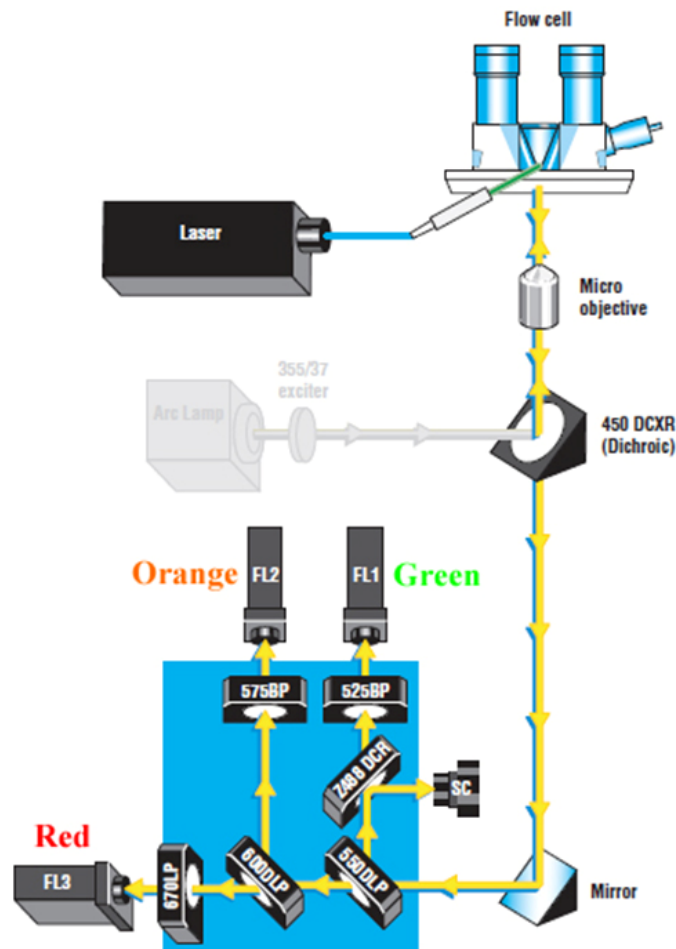 Flow cell
Laser
Micro
objective
355/37
exciter
Arc Lamp
450 DCXR
(Dichroic)
Orange
FL2
FL1
Green
575BP
525BP
Z488 DCR
SC
Red
FL3
670LP
600DLP
550DLP
Mirror